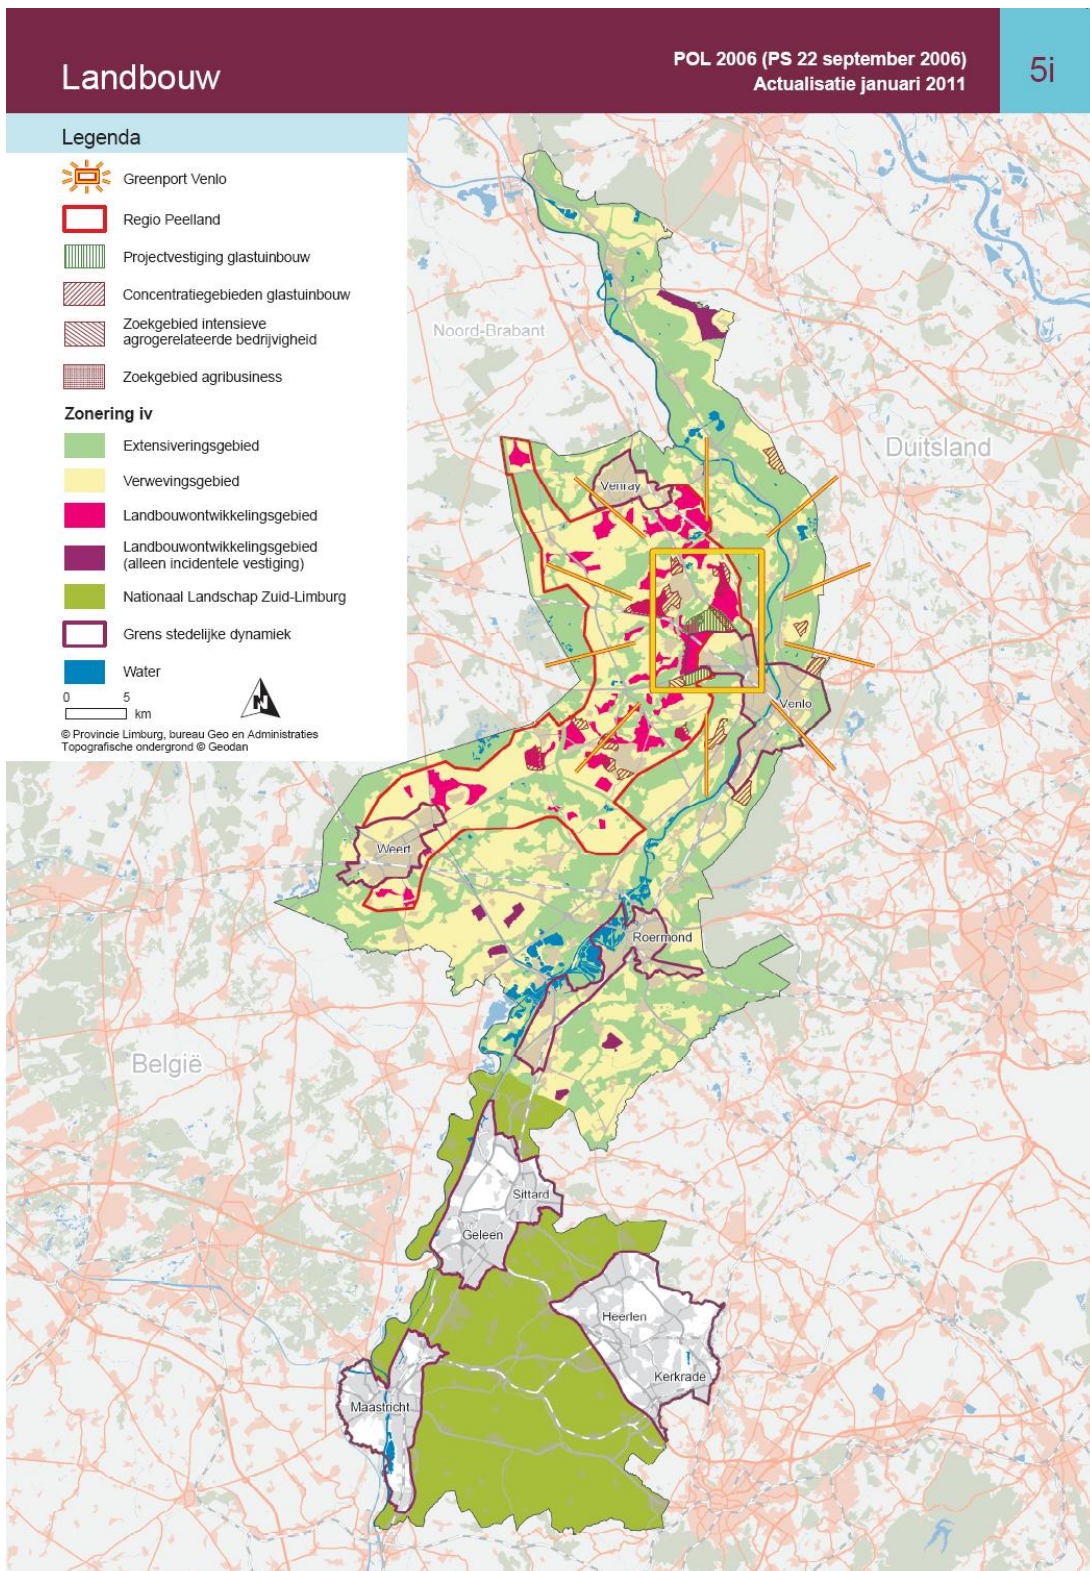 Landbouw
POL 2006 (PS 22 september 2006)
Actualisatie januari 2011
5i
Legenda
Greenport Venlo
Regio Peelland
Projectvestiging glastuinbouw
Concentratiegebieden glastuinbouw
Zoekgebied intensieve
agrogerelateerde bedrijvigheid
Zoekgebied agribusiness
Zonering iv
Extensiveringsgebied
Verwevingsgebied
Landbouwontwikkelingsgebied
Landbouwontwikkelingsgebied
(alleen incidentele vestiging)
Nationaal Landschap Zuid-Limburg
Grens stedelijke dynamiek
Water
0 5
km
N
© Provincie Limburg, bureau Geo en Administraties
Topografische ondergrond © Geodan
Noord-Brabant
Duitsland
Venray
Venlo
Weert
Roermond
België
Sittard
Geleen
Heerlen
Kerkrade
Maastricht